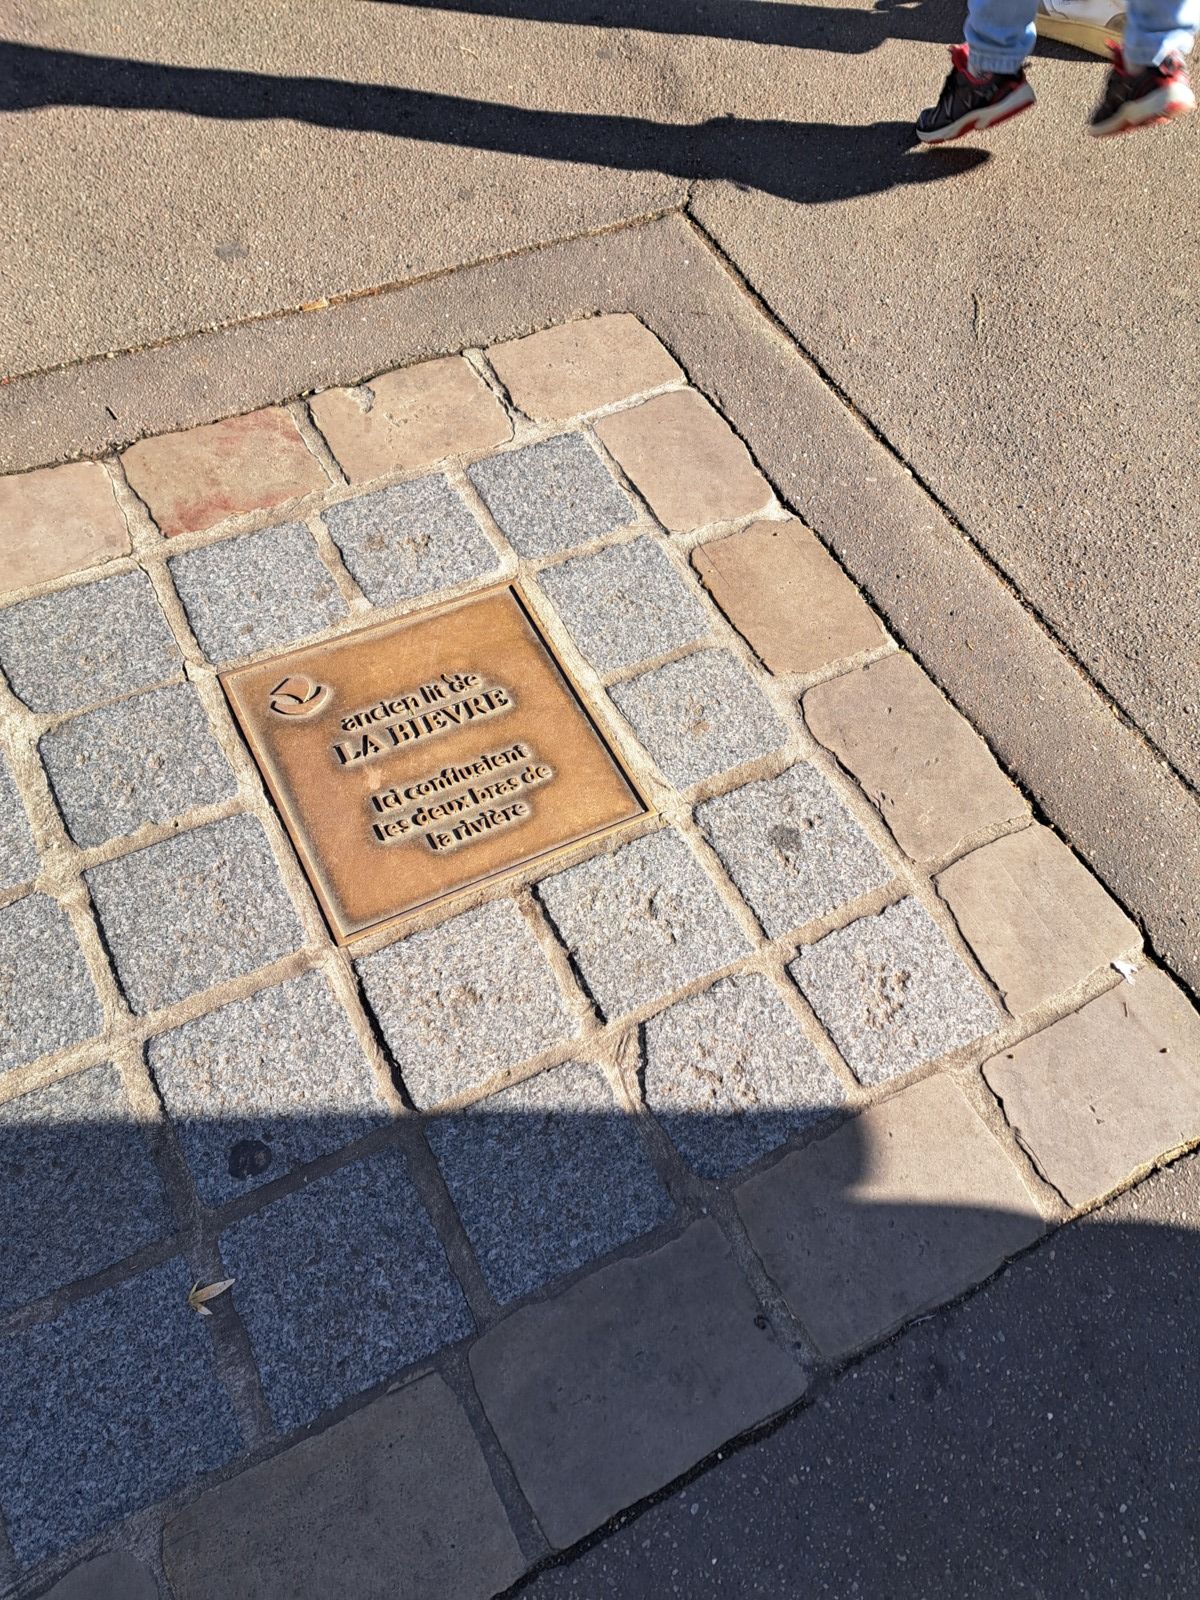 ancien lit de
LA BIEVRE
Ici confluaient
les deux bras de
la rivière